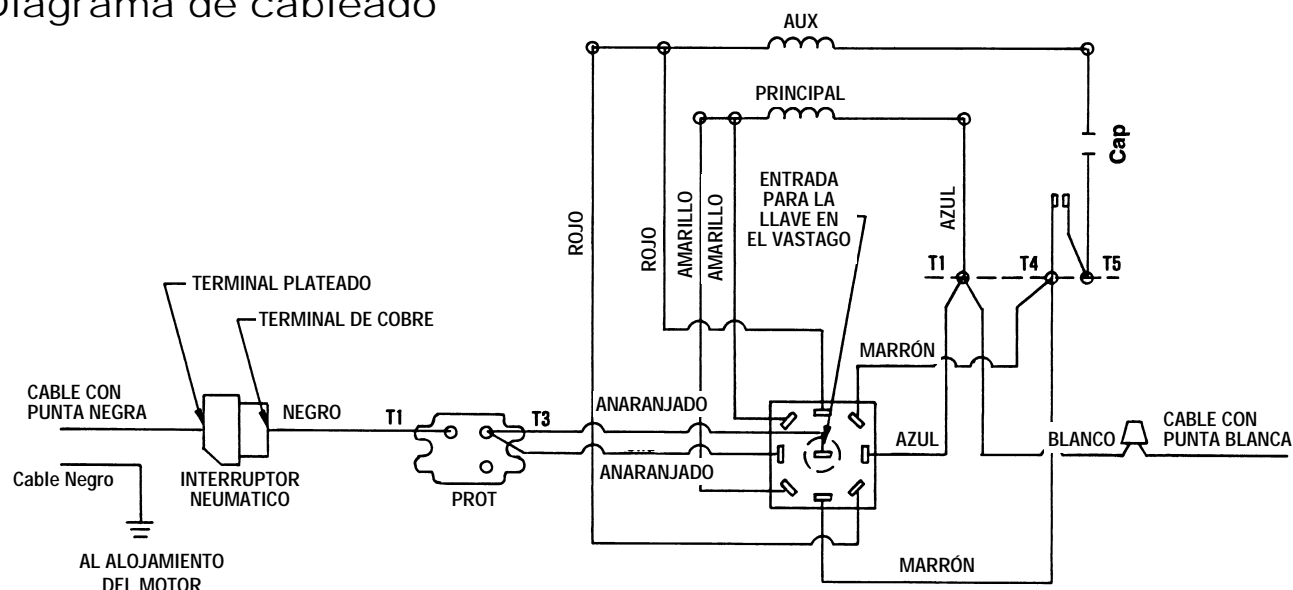 Diagrama de cableado
AUX
PRINCIPAL
Cap
ENTRADA
PARA LA
LLAVE EN
EL VASTAGO
ROJO
ROJO
AMARILLO
AMARILLO
AZUL
T1
T4
T5
TERMINAL PLATEADO
TERMINAL DE COBRE
MARRÓN
CABLE CON
PUNTA NEGRA
NEGRO
T1
T3
ANARANJADO
AZUL
BLANCO
CABLE CON
PUNTA BLANCA
Cable Negro
INTERRUPTOR
NEUMATICO
PROT
ANARANJADO
AL ALOJAMIENTO
DEL MOTOR
MARRÓN